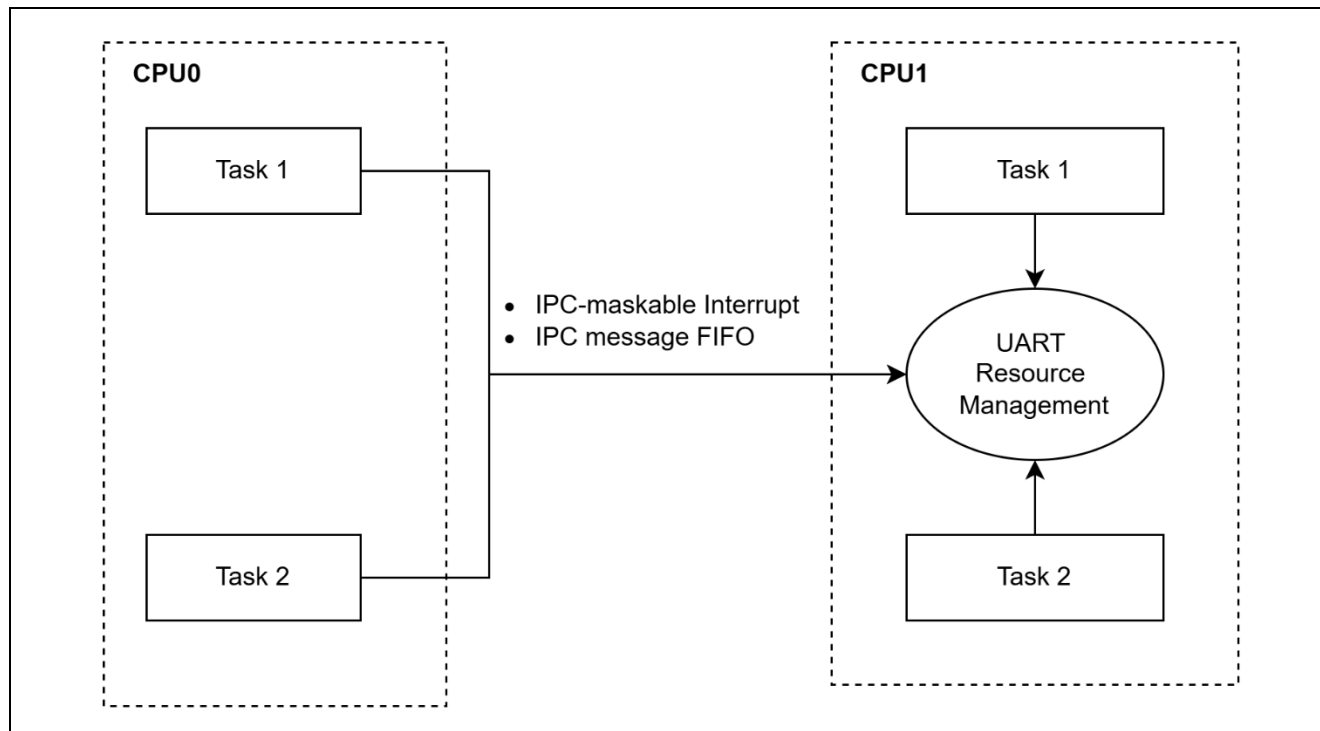 CPU0
Task 1
Task 2
• IPC-maskable Interrupt
• IPC message FIFO
CPU1
Task 1
UART
Resource
Management
Task 2